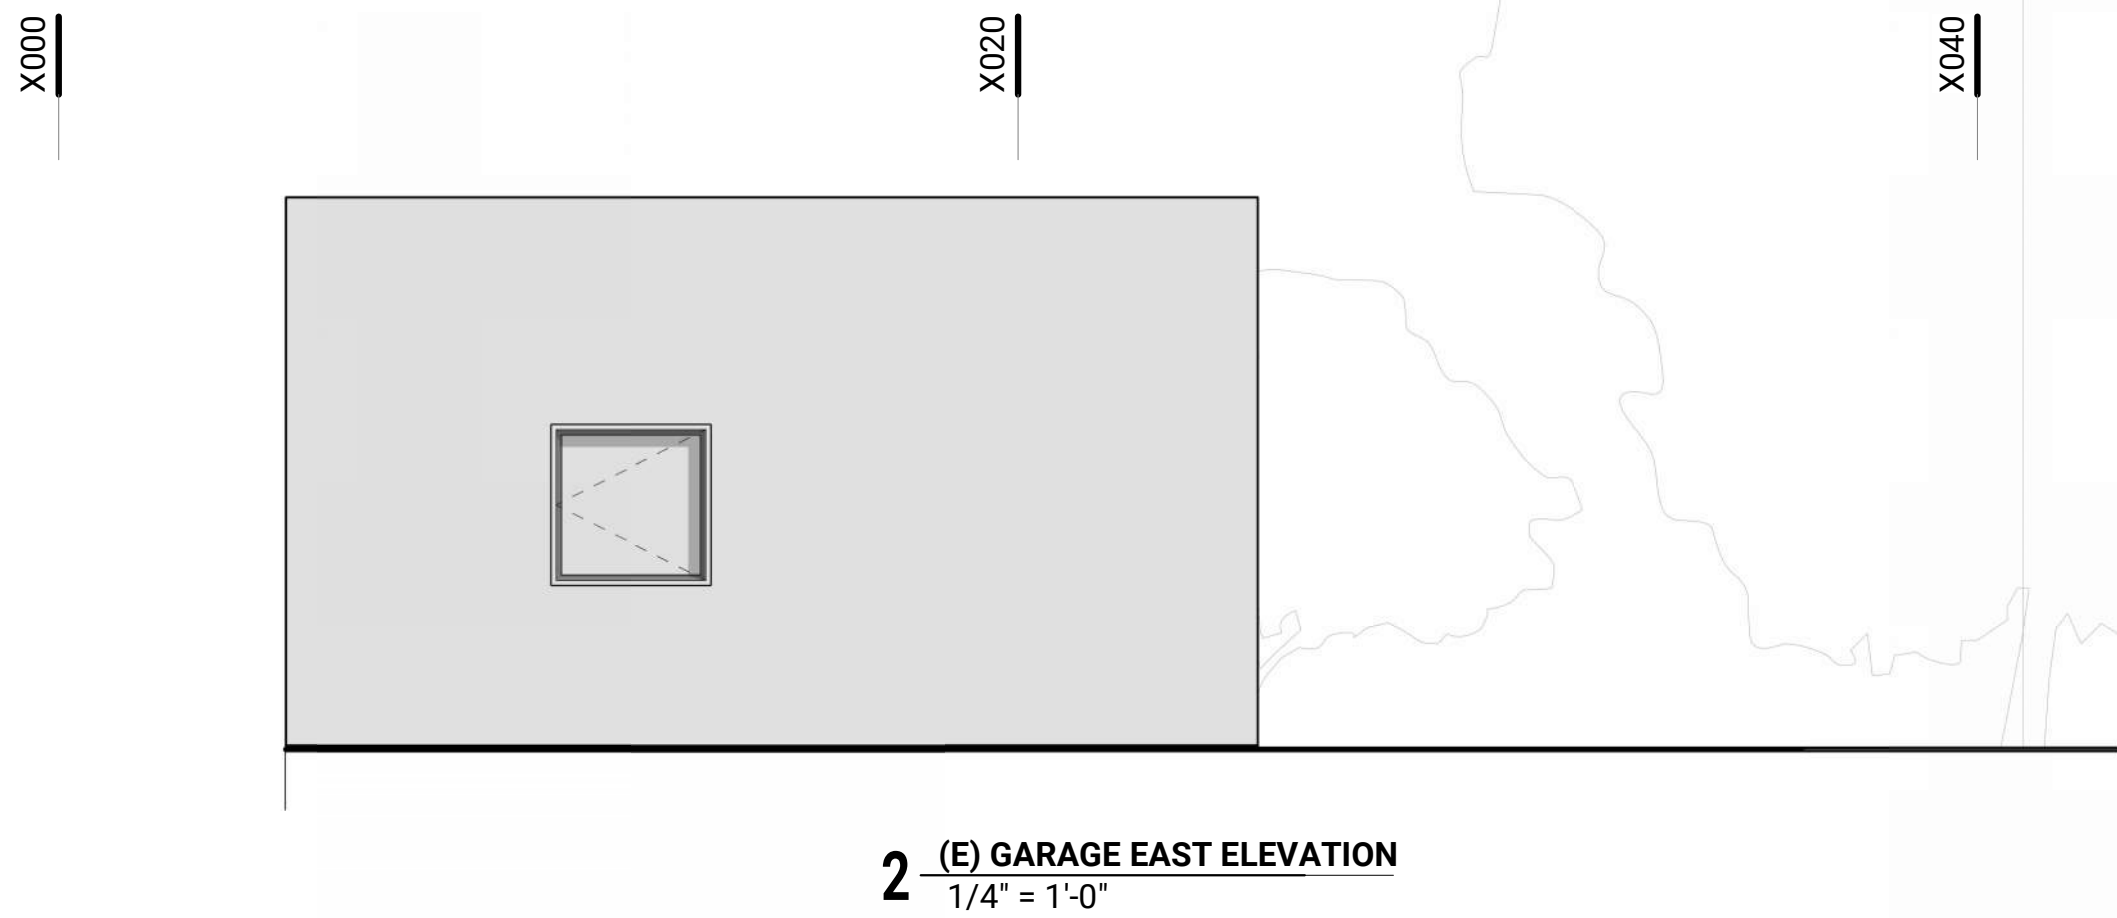 X000
X020
X040
2 (E) GARAGE EAST ELEVATION
1/4" = 1'-0"